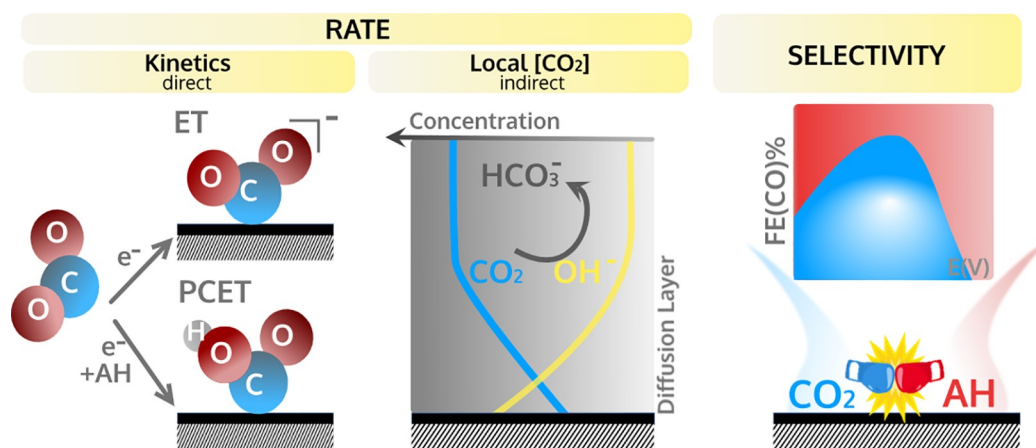 RATE
Kinetics
direct
Local [CO₂]
indirect
SELECTIVITY
ET
O
O
C
O
C
O
e⁻
e⁻
+AH
PCET
H
O
O
C
Concentration
HCO₃⁻
CO₂
OH⁻
Diffusion Layer
FE(CO)%
E(V)
CO₂
AH